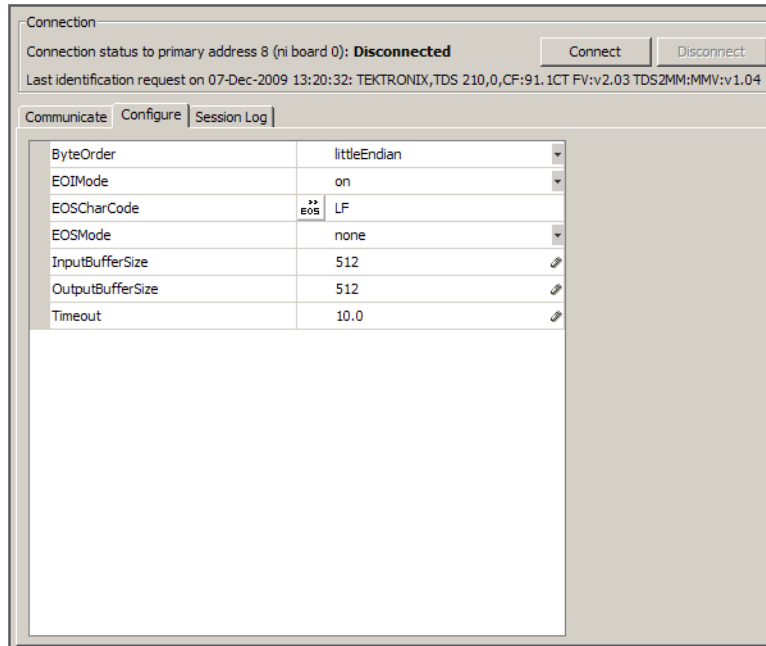 Connection
Connection status to primary address 8 (ni board 0): Disconnected Connect Disconnect
Last identification request on 07-Dec-2009 13:20:32: TEKTRONIX,TDS 210,0,CF:91.1CT FV:v2.03 TDS2MM:MMV:v1.04
Communicate Configure Session Log
ByteOrder littleEndian
EOIMode on
EOSCharCode EOS LF
EOSMode none
InputBufferSize 512
OutputBufferSize 512
Timeout 10.0